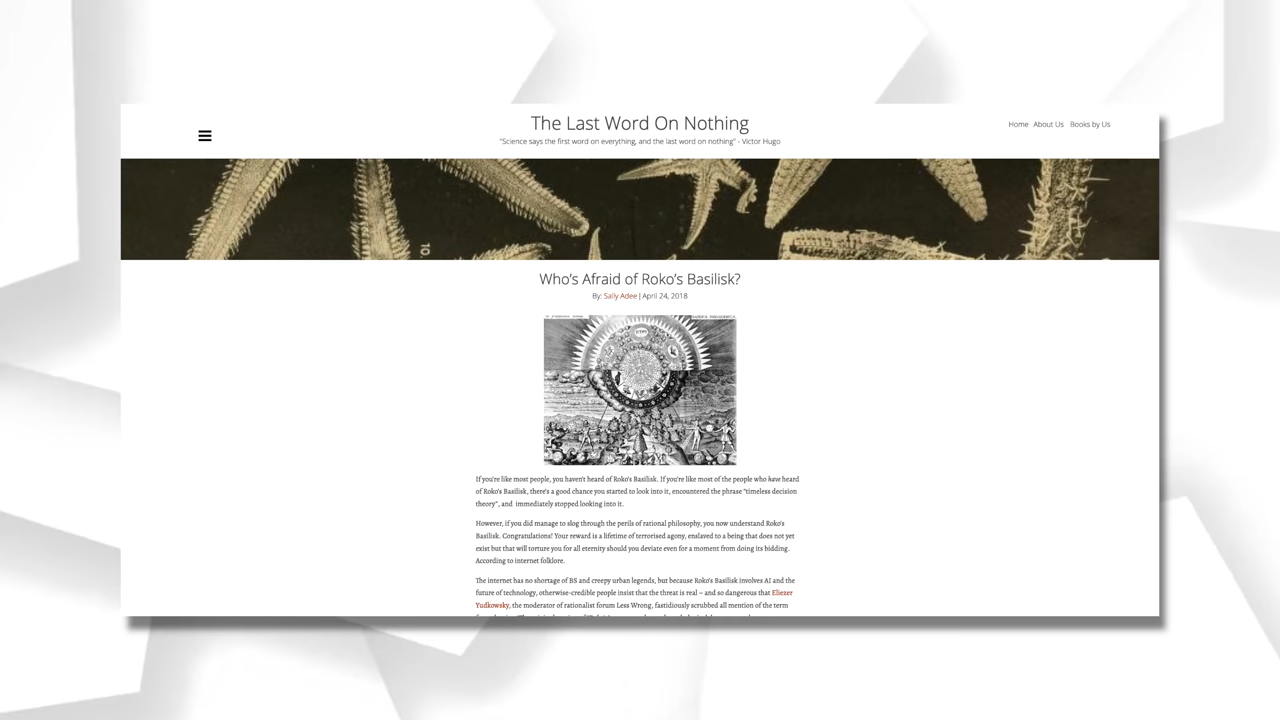 The Last Word On Nothing
"Science says the first word on everything, and the last word on nothing" - Victor Hugo
Home About Us Books by Us
10
Who's Afraid of Roko's Basilisk?
By: Sally Adee | April 24, 2018
If you're like most people, you haven't heard of Roko's Basilisk. If you're like most of the people who have heard
of Roko's Basilisk, there's a good chance you started to look into it, encountered the phrase "timeless decision
theory", and immediately stopped looking into it.
However, if you did manage to slog through the perils of rational philosophy, you now understand Roko's
Basilisk. Congratulations! Your reward is a lifetime of terrorised agony, enslaved to a being that does not yet
exist but that will torture you for all eternity should you deviate even for a moment from doing its bidding.
According to internet folklore.
The internet has no shortage of BS and creepy urban legends, but because Roko's Basilisk involves AI and the
future of technology, otherwise-credible people insist that the threat is real – and so dangerous that Eliezer
Yudkowsky, the moderator of rationalist forum Less Wrong, fastidiously scrubbed all mention of the term